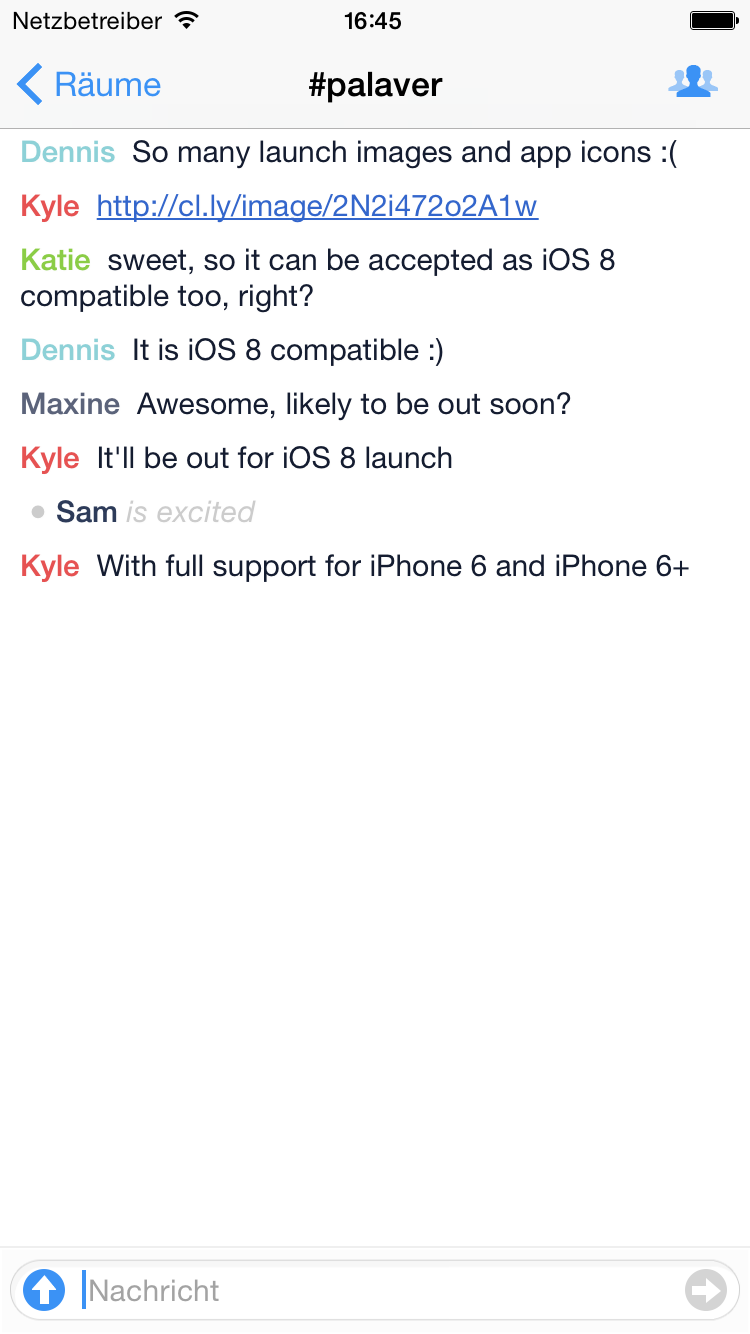 Netzbetreiber 16:45
Räume #palaver
Dennis So many launch images and app icons :(
Kyle http://cl.ly/image/2N2i472o2A1w
Katie sweet, so it can be accepted as iOS 8
compatible too, right?
Dennis It is iOS 8 compatible :)
Maxine Awesome, likely to be out soon?
Kyle It'll be out for iOS 8 launch
Sam is excited
Kyle With full support for iPhone 6 and iPhone 6+
Nachricht